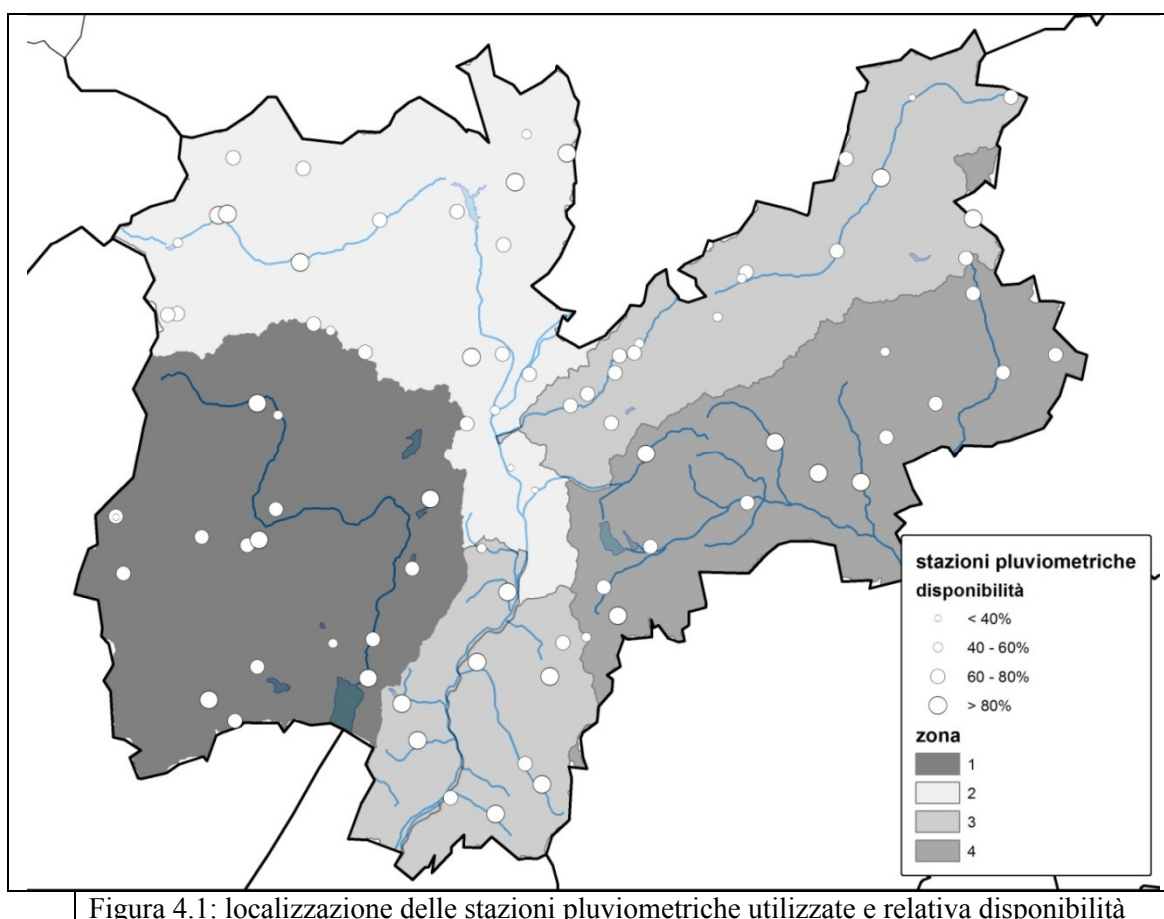 stazioni pluviometriche
disponibilità
< 40%
40 - 60%
60 - 80%
> 80%
zona
1
2
3
4
Figura 4.1: localizzazione delle stazioni pluviometriche utilizzate e relativa disponibilità